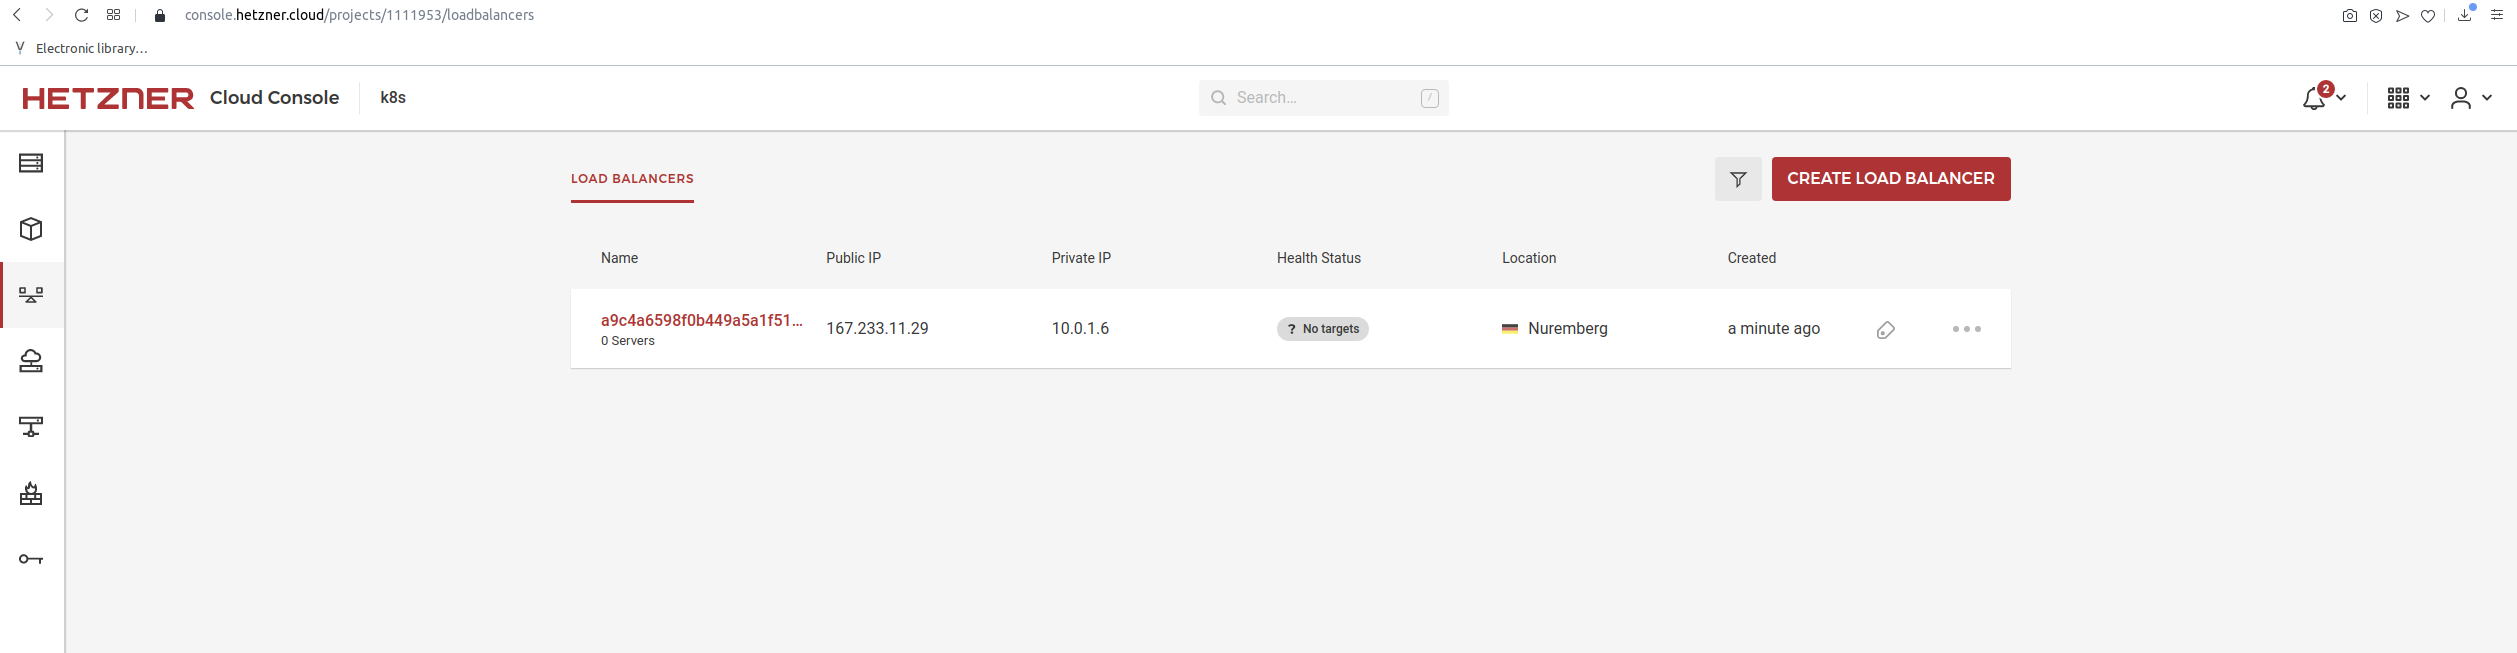 console.hetzner.cloud/projects/1111953/loadbalancers
Electronic library...
HETZNER Cloud Console k8s Search... / 2
LOAD BALANCERS CREATE LOAD BALANCER
Name Public IP Private IP Health Status Location Created
a9c4a6598f0b449a5a1f51... 167.233.11.29 10.0.1.6 ? No targets Nuremberg a minute ago
0 Servers